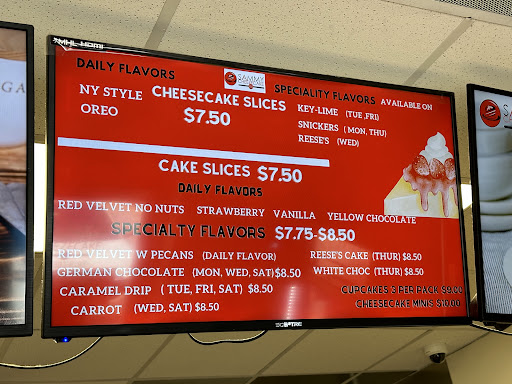 MHL-HDMI
DAILY FLAVORS
SAMMY
SPECIALITY FLAVORS AVAILABLE ON
NY STYLE
OREO
CHEESECAKE SLICES
$7.50
KEY-LIME (TUE ,FRI)
SNICKERS ( MON, THU)
REESE'S (WED)
CAKE SLICES $7.50
DAILY FLAVORS
RED VELVET NO NUTS STRAWBERRY VANILLA YELLOW CHOCOLATE
SPECIALTY FLAVORS $7.75-$8.50
RED VELVET W PECANS (DAILY FLAVOR)
REESE'S CAKE (THUR) $8.50
GERMAN CHOCOLATE (MON, WED, SAT)$8.50
WHITE CHOC (THUR) $8.50
CARAMEL DRIP ( TUE, FRI, SAT) $8.50
CUPCAKES 3 PER PACK $9.00
CARROT (WED, SAT) $8.50
CHEESECAKE MINIS $10.00